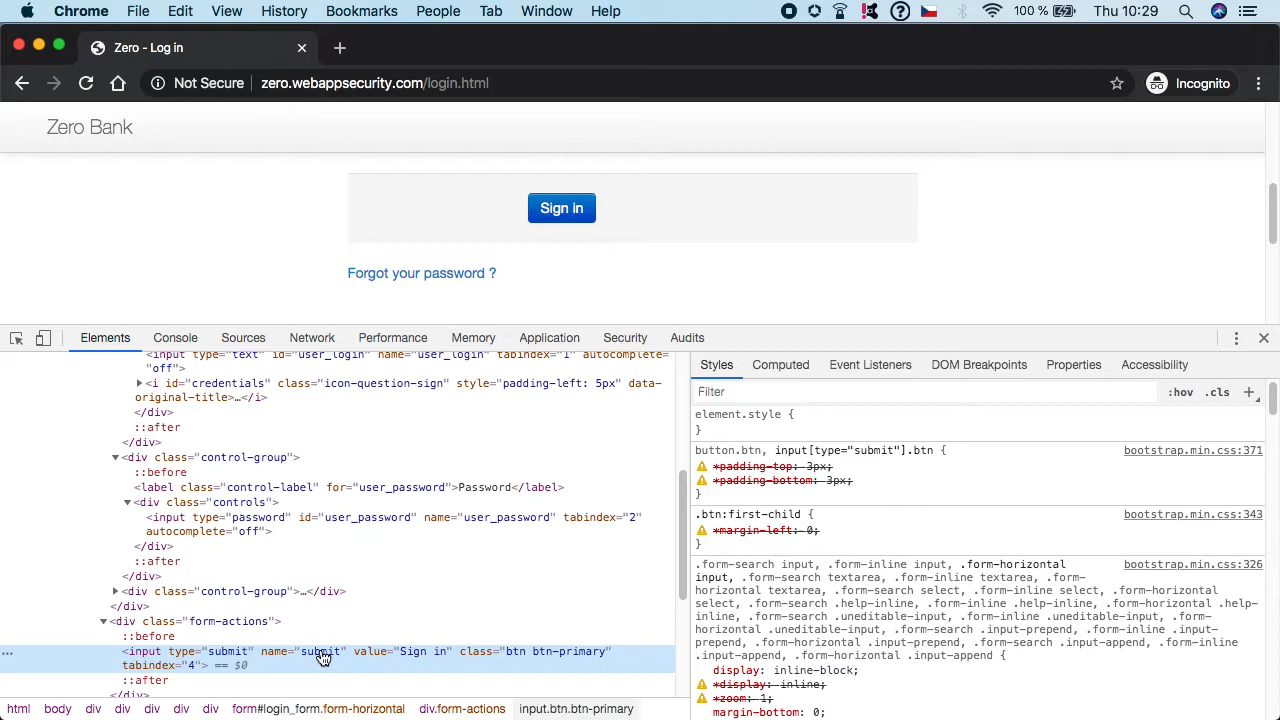 Chrome File Edit View History Bookmarks People Tab Window Help 100 % Thu 10:29
Zero - Log in
Not Secure zero.webappsecurity.com/login.html Incognito
Zero Bank
Sign in
Forgot your password ?
Elements Console Sources Network Performance Memory Application Security Audits
<input type="text" id="user_login" name="user_login" tabindex="1" autocomplete=
"off">
<i id="credentials" class="icon-question-sign" style="padding-left: 5px" data-
original-title>…</i>
</div>
::after
</div>
<div class="control-group">
::before
<label class="control-label" for="user_password">Password</label>
<div class="controls">
<input type="password" id="user_password" name="user_password" tabindex="2"
autocomplete="off">
</div>
::after
</div>
<div class="control-group">…</div>
</div>
<div class="form-actions">
::before
<input type="submit" name="submit" value="Sign in" class="btn btn-primary"
tabindex="4"> == $0
::after
</div>
html body div div div div div form#login_form.form-horizontal div.form-actions input.btn.btn-primary
Styles Computed Event Listeners DOM Breakpoints Properties Accessibility
Filter :hov .cls
element.style {
}
button.btn, input[type="submit"].btn { bootstrap.min.css:371
*padding-top: 3px;
*padding-bottom: 3px;
}
.btn:first-child { bootstrap.min.css:343
*margin-left: 0;
}
.form-search input, .form-inline input, .form-horizontal bootstrap.min.css:326
input, .form-search textarea, .form-inline textarea, .form-
horizontal textarea, .form-search select, .form-inline select, .form-horizontal
select, .form-search .help-inline, .form-inline .help-inline, .form-horizontal .help-
inline, .form-search .uneditable-input, .form-inline .uneditable-input, .form-
horizontal .uneditable-input, .form-search .input-prepend, .form-inline .input-
prepend, .form-horizontal .input-prepend, .form-search .input-append, .form-inline
.input-append, .form-horizontal .input-append {
display: inline-block;
*display: inline;
*zoom: 1;
margin-bottom: 0;